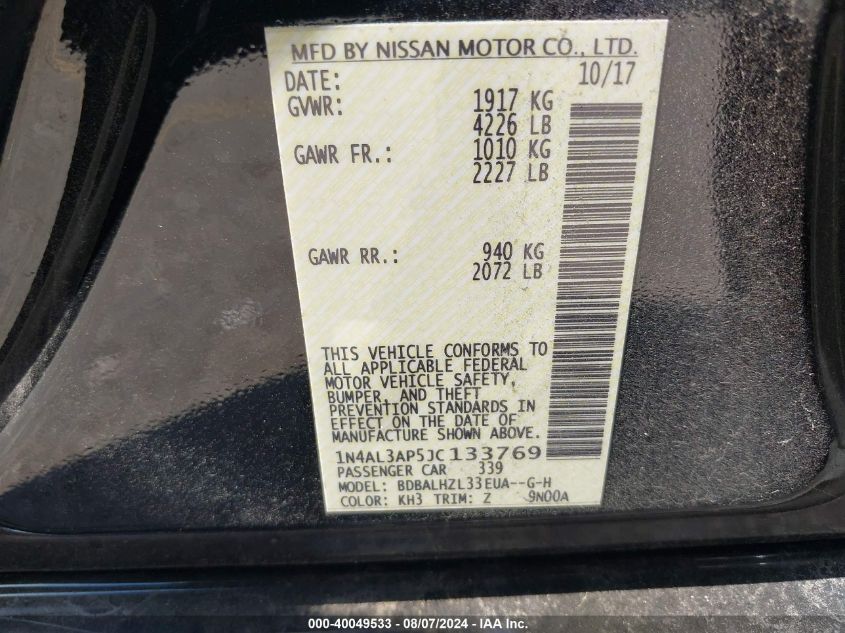 MFD BY NISSAN MOTOR CO., LTD.
DATE: 10/17
GVWR: 1917 KG
4226 LB
GAWR FR.: 1010 KG
2227 LB
GAWR RR.: 940 KG
2072 LB
THIS VEHICLE CONFORMS TO
ALL APPLICABLE FEDERAL
MOTOR VEHICLE SAFETY,
BUMPER, AND THEFT
PREVENTION STANDARDS IN
EFFECT ON THE DATE OF
MANUFACTURE SHOWN ABOVE.
1N4AL3AP5JC133769
PASSENGER CAR 339
MODEL: BDBALHZL33EUA--G-H
COLOR: KH3 TRIM: Z 9N00A
000-40049533 - 08/07/2024 - www.iaai.com